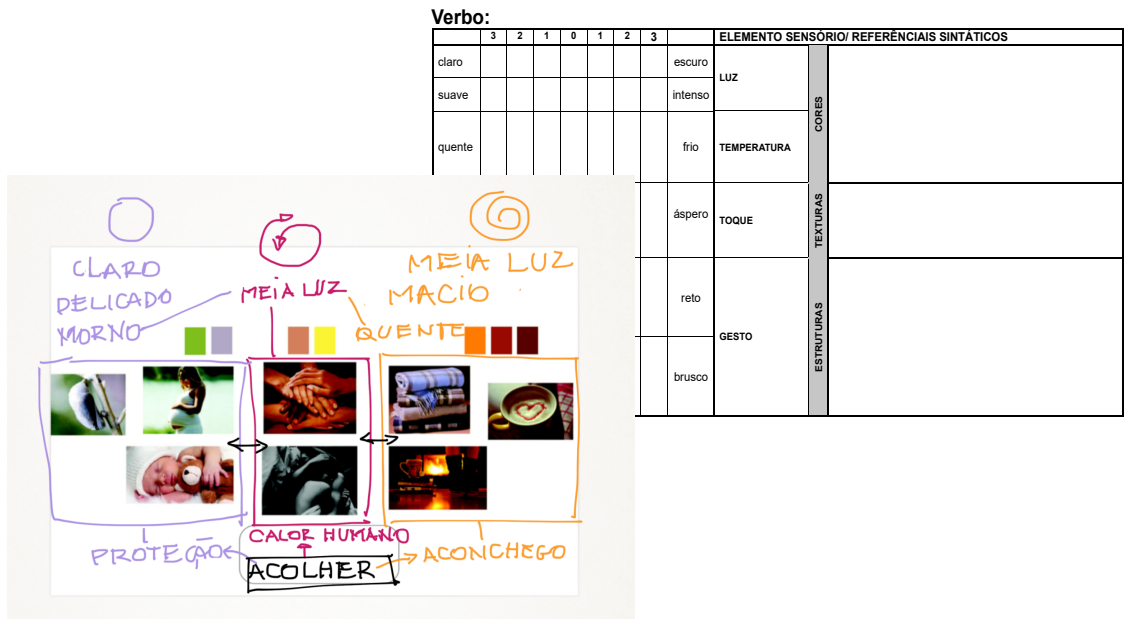 Verbo:
3 2 1 0 1 2 3 ELEMENTO SENSÓRIO/ REFERÊNCIAIS SINTÁTICOS
claro escuro
LUZ
suave intenso
CORES
quente frio TEMPERATURA
áspero TOQUE
TEXTURAS
reto
GESTO
ESTRUTURAS
brusco
CLARO
DELICADO
MORNO
MEIA LUZ
MEIA LUZ
MACIO
QUENTE
PROTEÇÃO
CALOR HUMANO
ACONCHEGO
ACOLHER